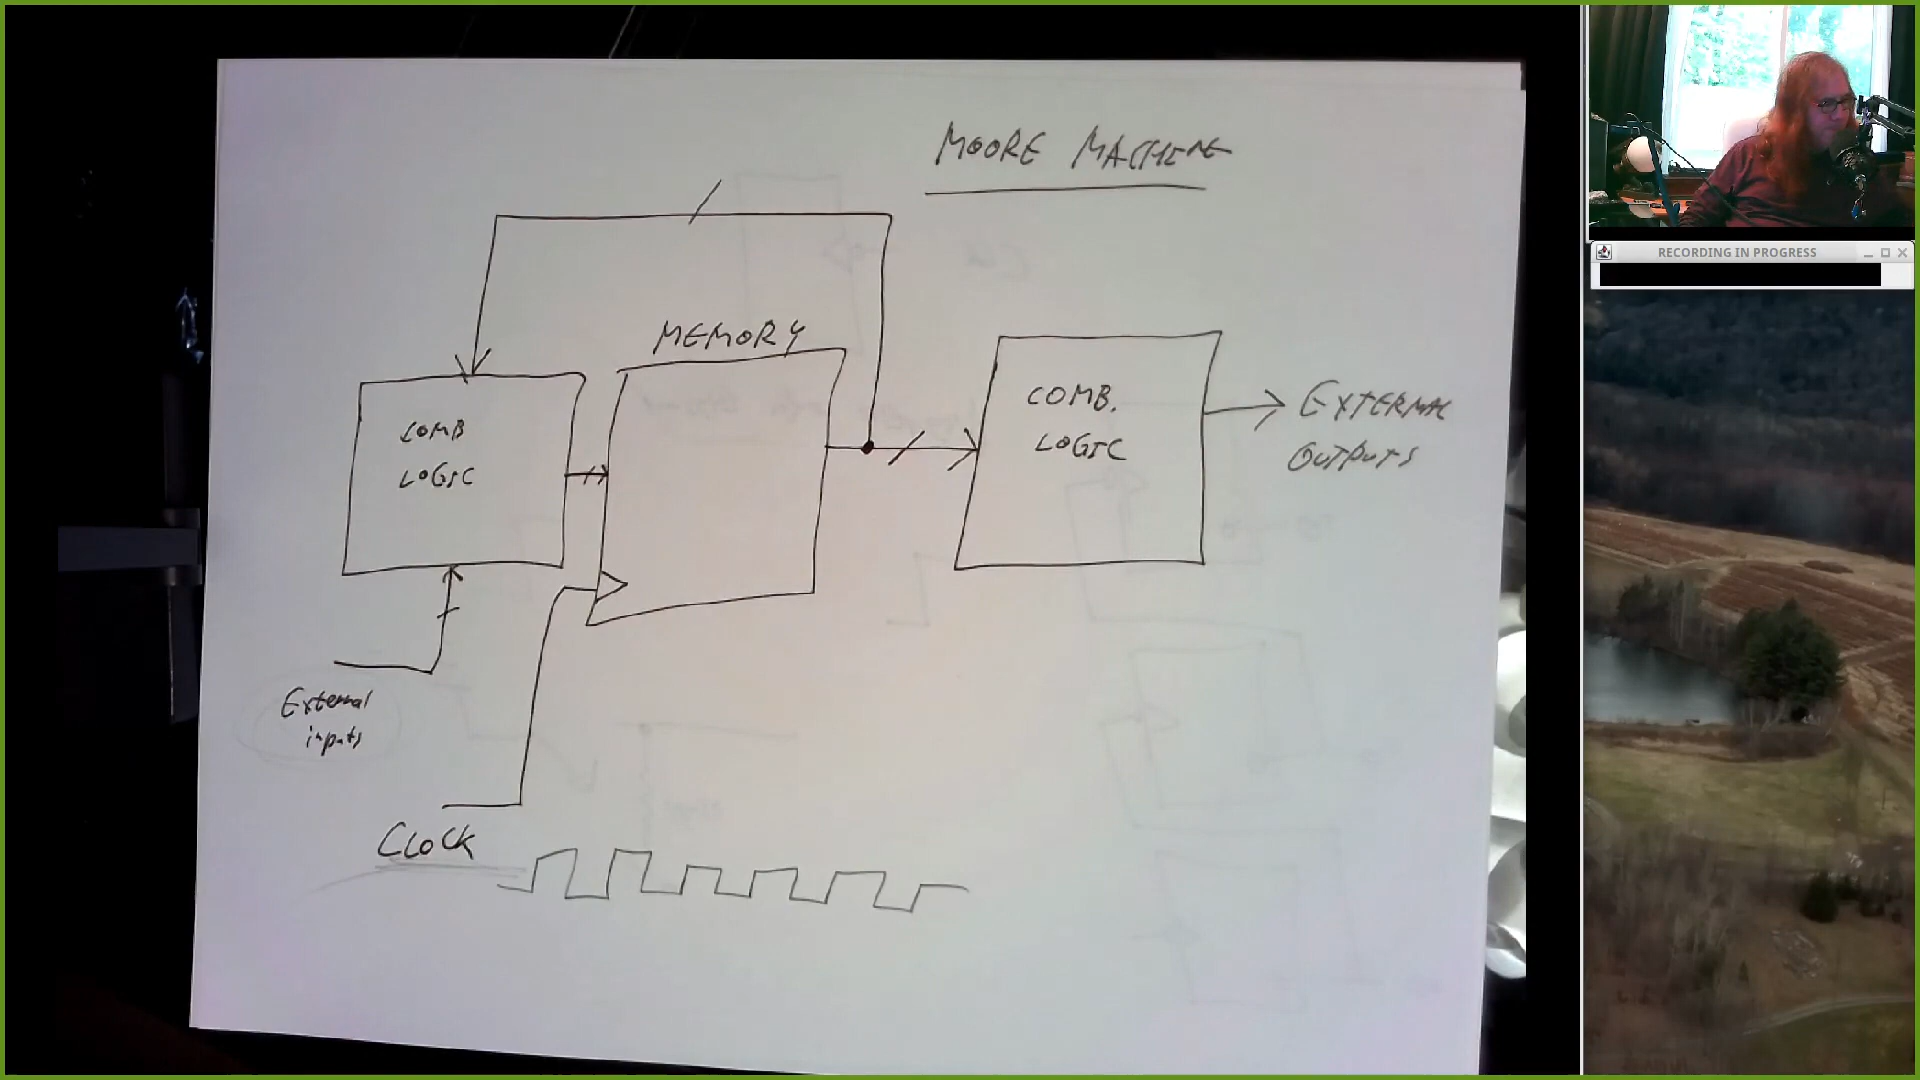 MOORE MACHINE
MEMORY
COMB
LOGIC
COMB.
LOGIC
EXTERNAL
OUTPUTS
External
inputs
CLOCK
RECORDING IN PROGRESS